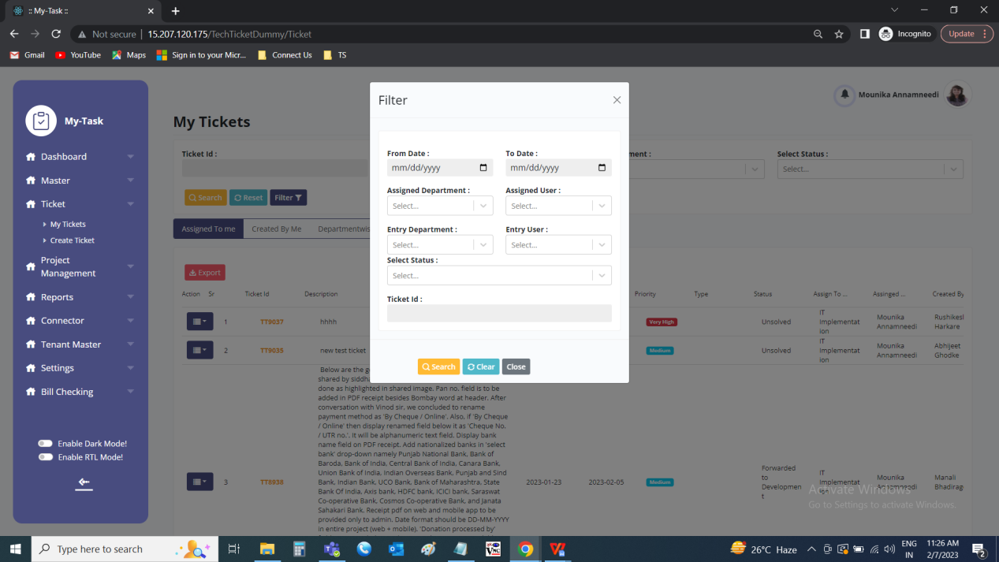 :: My-Task ::
Not secure
15.207.120.175/TechTicketDummy/Ticket
Incognito
Update
Gmail
YouTube
Maps
Sign in to your Micr...
Connect Us
TS
My-Task
Dashboard
Master
Ticket
My Tickets
Create Ticket
Project
Management
Reports
Connector
Tenant Master
Settings
Bill Checking
Enable Dark Mode!
Enable RTL Mode!
Mounika Annamneedi
My Tickets
Ticket Id :
ment :
Select...
Select Status :
Select...
Search
Reset
Filter
Assigned To me
Created By Me
Departmentwis
Export
Filter
From Date :
To Date :
mm/dd/yyyy
mm/dd/yyyy
Assigned Department :
Assigned User :
Select...
Select...
Entry Department :
Entry User :
Select...
Select...
Select Status :
Select...
Ticket Id :
Search
Clear
Close
Action Sr Ticket Id Description Priority Type Status Assign To ... Assinged ... Created By
1 TT9037 hhhh Very High Unsolved
IT
Implementat
ion
Mounika
Annamneedi
Rushikesl
Harkare
2 TT9035 new test ticket Medium Unsolved
IT
Implementat
ion
Mounika
Annamneedi
Abhijeet
Ghodke
3 TT8938
Below are the g
shared by siddha
done as highlighted in shared image. Pan no. field is to be
added in PDF receipt besides Bombay word at header. After
conversation with Vinod sir, we concluded to rename
payment method as 'By Cheque / Online'. Also, if 'By Cheque
/ Online' then display renamed field below it as 'Cheque No.
/ UTR no.'. It will be alphanumeric text field. Display bank
name field on PDF receipt. Add nationalized banks in 'select
bank' drop-down namely Punjab National Bank, Bank of
Baroda, Bank of India, Central Bank of India, Canara Bank,
Union Bank of India, Indian Overseas Bank, Punjab and Sind
Bank, Indian Bank, UCO Bank, Bank of Maharashtra, State
Bank Of India, Axis bank, HDFC bank, ICICI bank, Saraswat
Co-operative Bank, Cosmos Co-operative Bank, and Janata
Sahakari Bank. Receipt pdf on web and mobile app to be
provided only to admin. Date format should be DD-MM-YYYY
in entire project (web + mobile). 'Donation processed by'
2023-01-23
2023-02-05
Medium
Forwarded
to
Developmen
t
IT
Implementat
ion
Mounika
Annamneedi
Manali
Bhadirag
Activate Windows
Go to Settings to activate Windows.
Type here to search
26°C Haze
ENG
IN
11:26 AM
2/7/2023
2